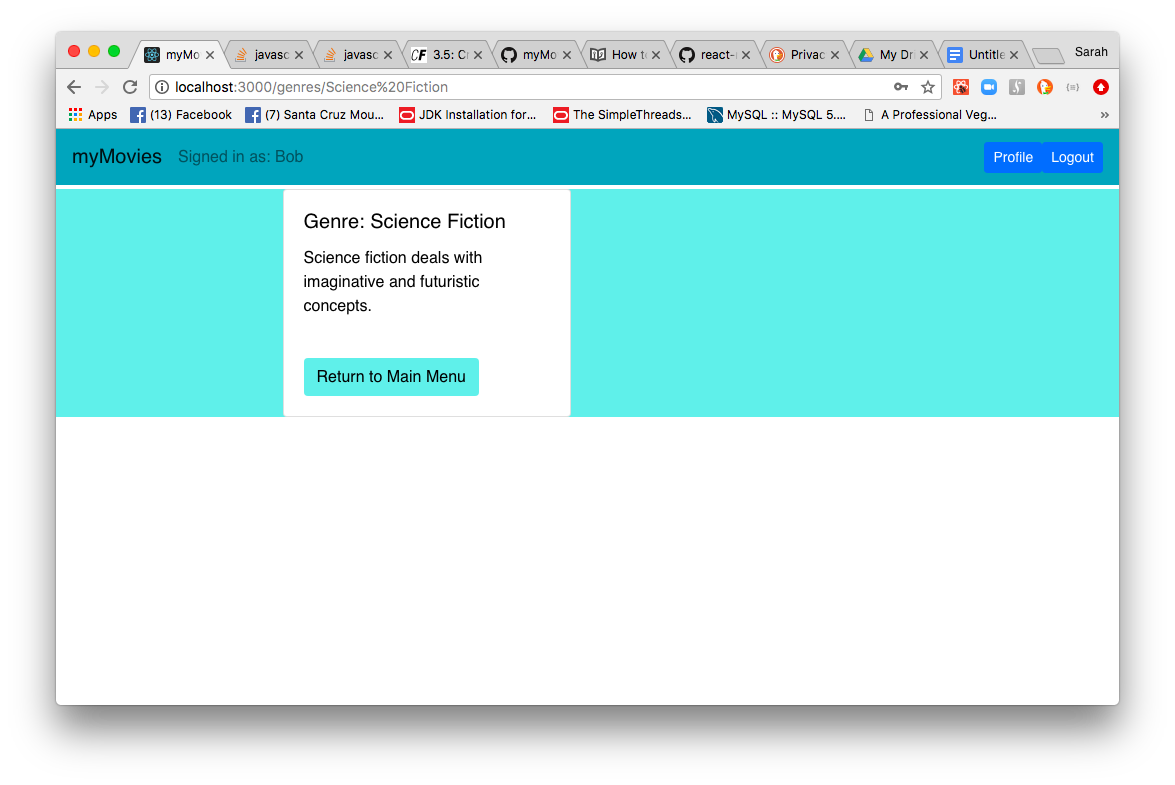 myMo
javasc
javasc
CF 3.5: Cr
myMo
How to
react-
Privac
My Dri
Untitle
Sarah
localhost:3000/genres/Science%20Fiction
Apps
(13) Facebook
(7) Santa Cruz Mou...
JDK Installation for...
The SimpleThreads...
MySQL :: MySQL 5....
A Professional Veg...
»
myMovies
Signed in as: Bob
Profile
Logout
Genre: Science Fiction
Science fiction deals with
imaginative and futuristic
concepts.
Return to Main Menu